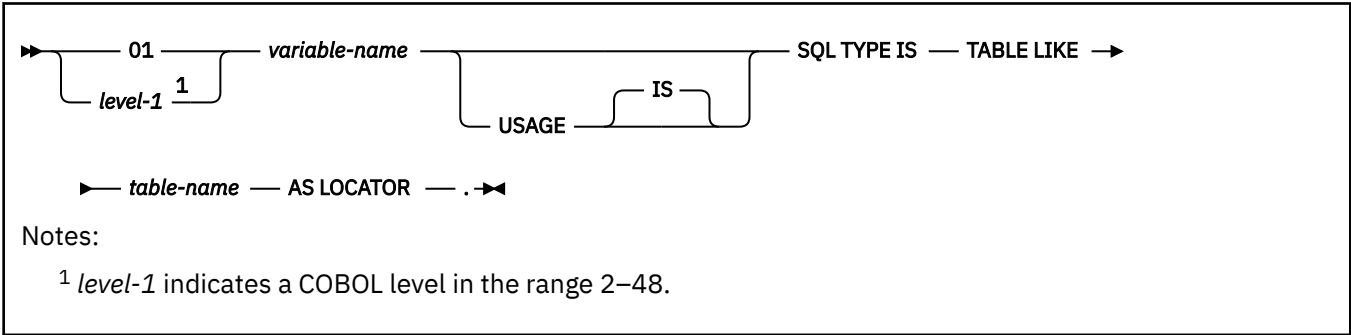 01 variable-name SQL TYPE IS TABLE LIKE
level-1 1 IS
USAGE
table-name AS LOCATOR .
Notes:
1 level-1 indicates a COBOL level in the range 2–48.